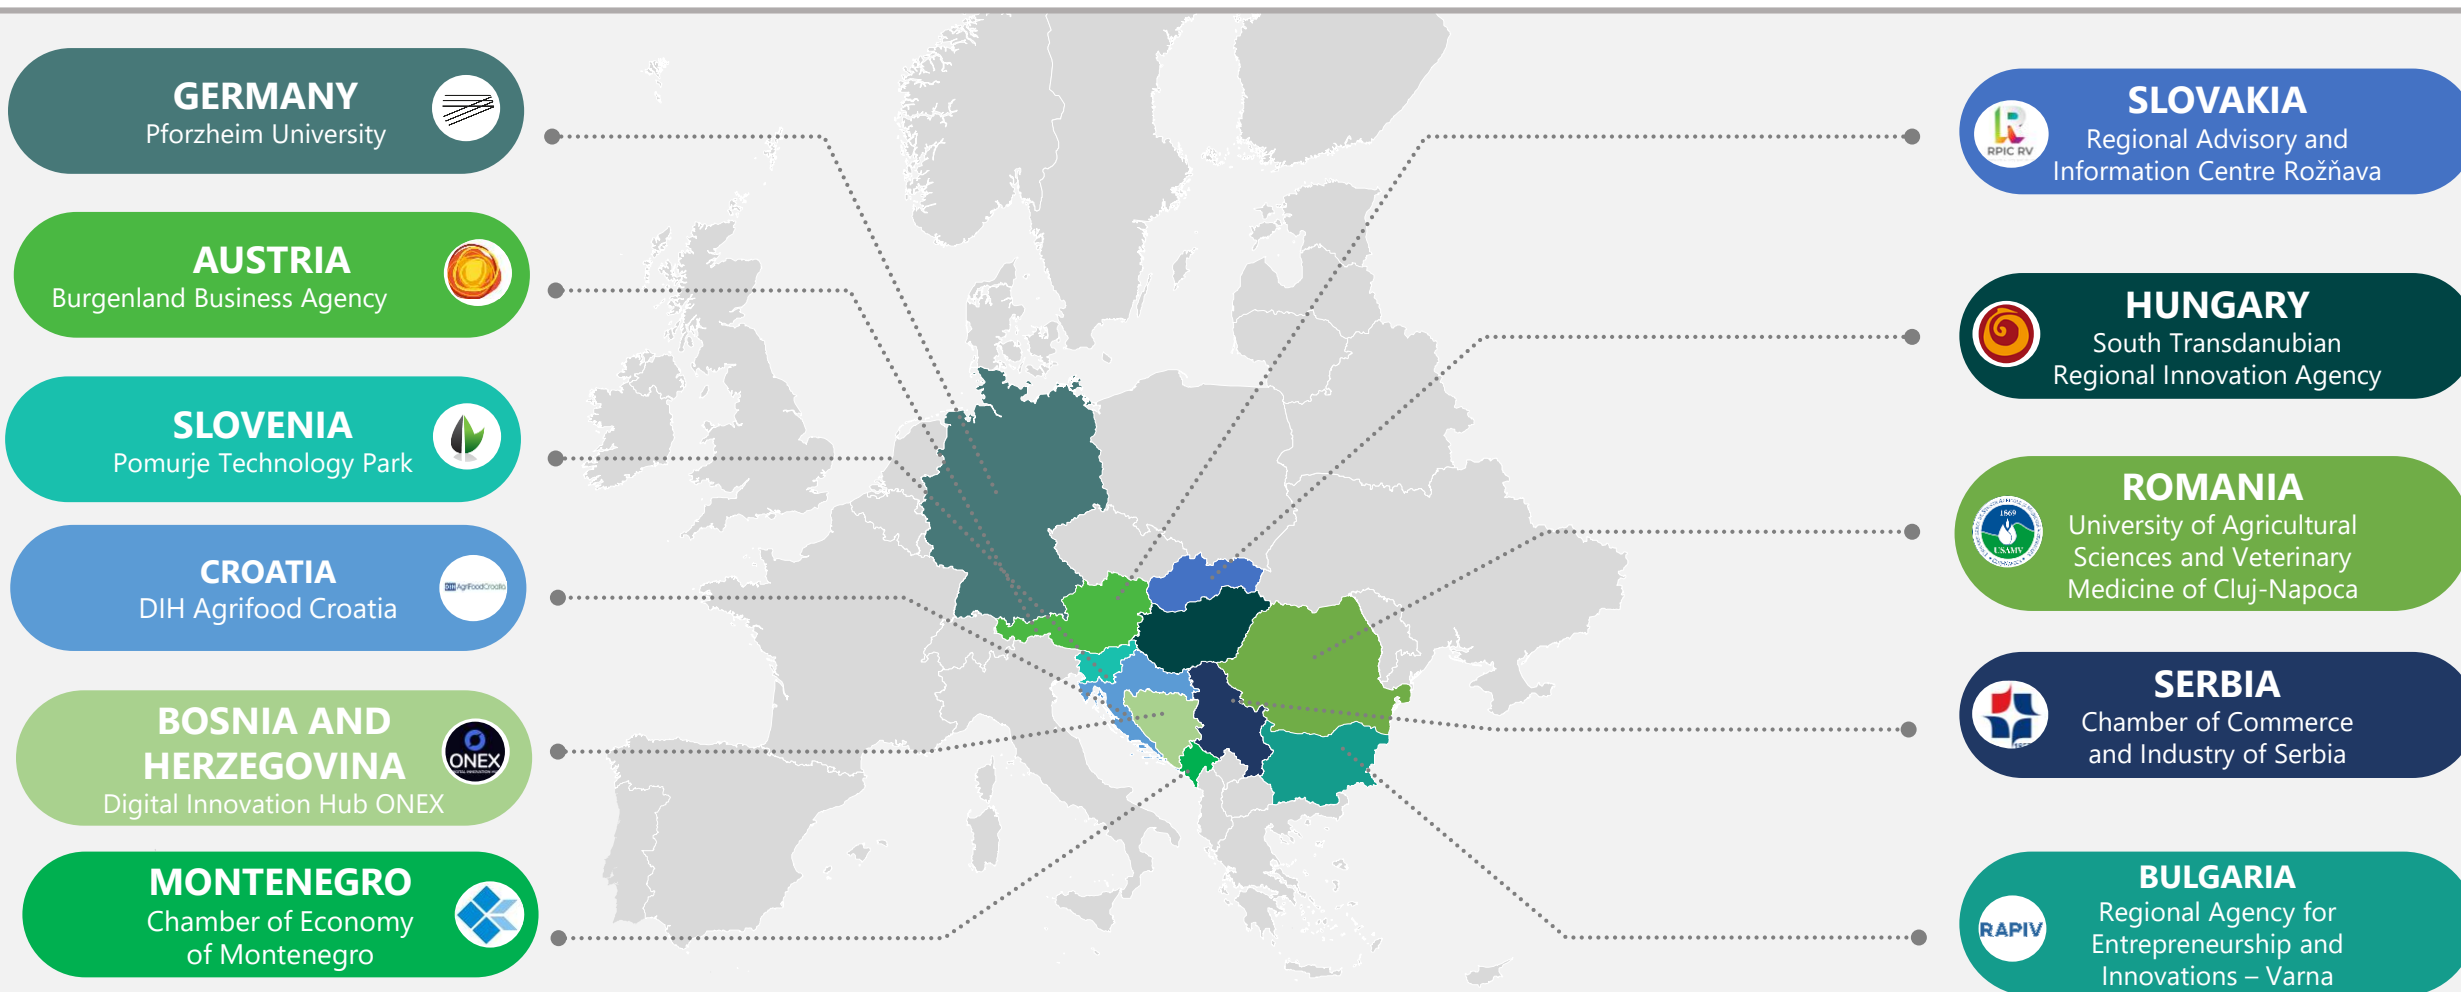 GERMANY
Pforzheim University
AUSTRIA
Burgenland Business Agency
SLOVENIA
Pomurje Technology Park
CROATIA
DIH Agrifood Croatia
DIH AgriFoodCroatia
BOSNIA AND
HERZEGOVINA
Digital Innovation Hub ONEX
ONEX
MONTENEGRO
Chamber of Economy
of Montenegro
SLOVAKIA
Regional Advisory and
Information Centre Rožňava
RPIC RV
HUNGARY
South Transdanubian
Regional Innovation Agency
ROMANIA
University of Agricultural
Sciences and Veterinary
Medicine of Cluj-Napoca
1869
USAMV
SERBIA
Chamber of Commerce
and Industry of Serbia
BULGARIA
Regional Agency for
Entrepreneurship and
Innovations – Varna
RAPIV